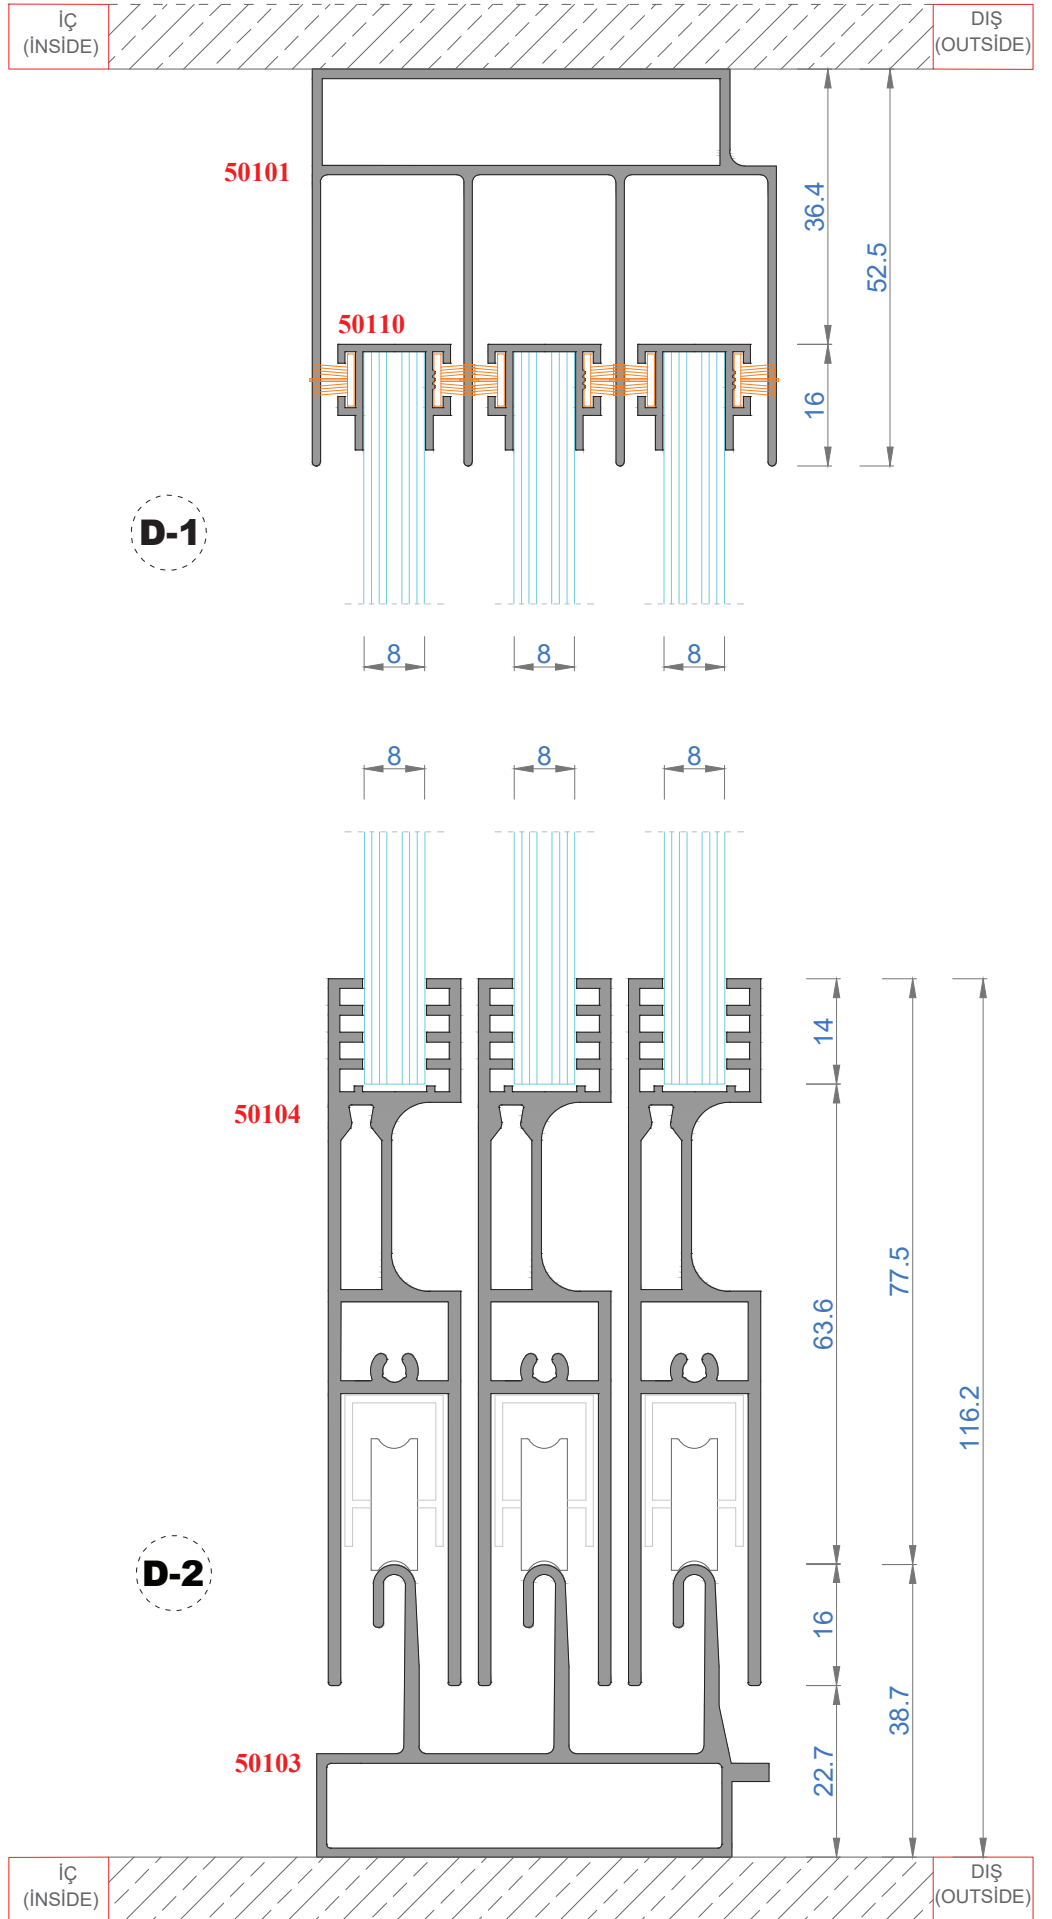 İÇ
(İNSİDE)
DIŞ
(OUTSİDE)
50101
36.4
52.5
50110
16
D-1
8
8
8
8
8
8
14
50104
77.5
63.6
116.2
D-2
16
38.7
50103
22.7
İÇ
(İNSİDE)
DIŞ
(OUTSİDE)